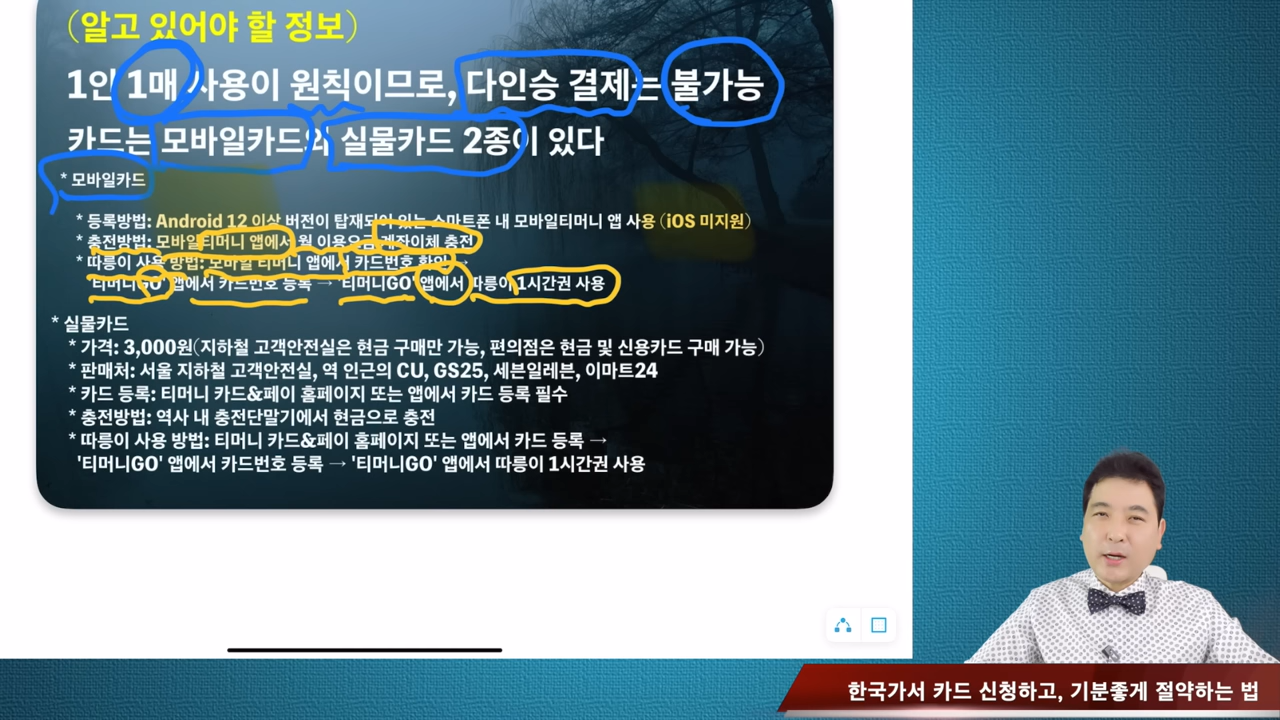 (알고 있어야 할 정보)
1인 1매 사용이 원칙이므로, 다인승 결제는 불가능
카드는 모바일카드와 실물카드 2종이 있다
* 모바일카드
* 등록방법: Android 12 이상 버전이 탑재되어 있는 스마트폰 내 모바일티머니 앱 사용 (iOS 미지원)
* 충전방법: 모바일티머니 앱에서 월 이용요금 계좌이체 충전
* 따릉이 사용 방법: 모바일 티머니 앱에서 카드번호 확인 →
'티머니GO' 앱에서 카드번호 등록 → '티머니GO' 앱에서 따릉이 1시간권 사용
* 실물카드
* 가격: 3,000원(지하철 고객안전실은 현금 구매만 가능, 편의점은 현금 및 신용카드 구매 가능)
* 판매처: 서울 지하철 고객안전실, 역 인근의 CU, GS25, 세븐일레븐, 이마트24
* 카드 등록: 티머니 카드&페이 홈페이지 또는 앱에서 카드 등록 필수
* 충전방법: 역사 내 충전단말기에서 현금으로 충전
* 따릉이 사용 방법: 티머니 카드&페이 홈페이지 또는 앱에서 카드 등록 →
'티머니GO' 앱에서 카드번호 등록 → '티머니GO' 앱에서 따릉이 1시간권 사용
한국가서 카드 신청하고, 기분좋게 절약하는 법